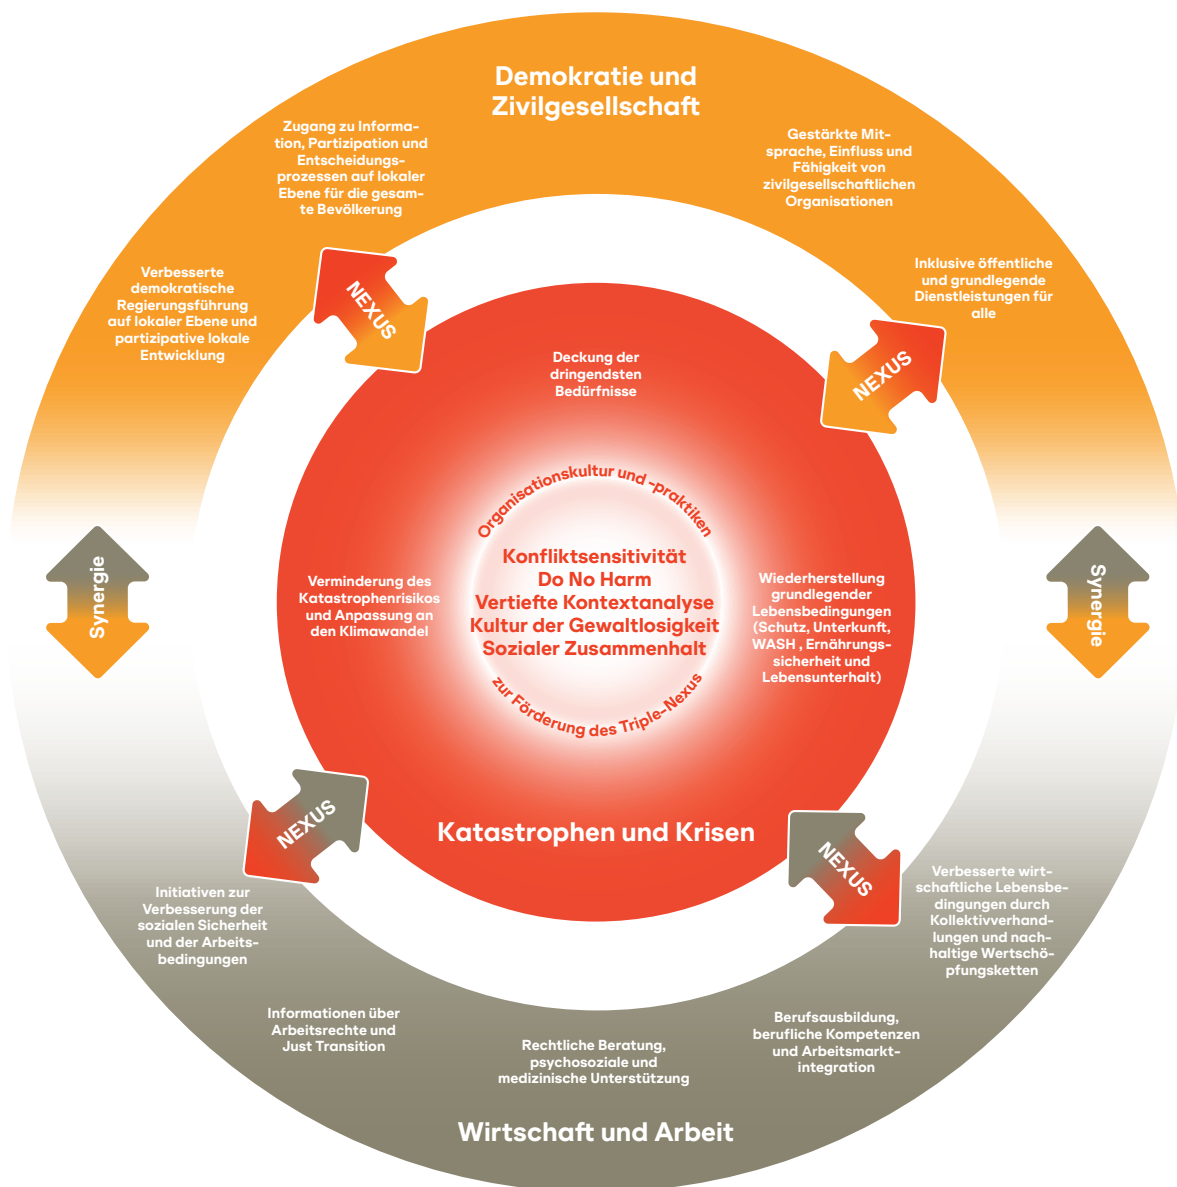 Demokratie und
Zivilgesellschaft
Zugang zu Informa-
tion, Partizipation und
Entscheidungs-
prozessen auf lokaler
Ebene für die gesam-
te Bevölkerung
Gestärkte Mit-
sprache, Einfluss und
Fähigkeit von
zivilgesellschaftlichen
Organisationen
Verbesserte
demokratische
Regierungsführung
auf lokaler Ebene und
partizipative lokale
Entwicklung
Inklusive öffentliche
und grundlegende
Dienstleistungen für
alle
NEXUS
NEXUS
Deckung der
dringendsten
Bedürfnisse
Organisationskultur und -praktiken
Konfliktsensitivität
Do No Harm
Vertiefte Kontextanalyse
Kultur der Gewaltlosigkeit
Sozialer Zusammenhalt
zur Förderung des Triple-Nexus
Verminderung des
Katastrophenrisikos
und Anpassung an
den Klimawandel
Wiederherstellung
grundlegender
Lebensbedingungen
(Schutz, Unterkunft,
WASH , Ernährungs-
sicherheit und
Lebensunterhalt)
Synergie
Synergie
Katastrophen und Krisen
NEXUS
NEXUS
Initiativen zur
Verbesserung der
sozialen Sicherheit
und der Arbeits-
bedingungen
Verbesserte wirt-
schaftliche Lebensbe-
dingungen durch
Kollektivverhand-
lungen und nach-
haltige Wertschö-
pfungsketten
Informationen über
Arbeitsrechte und
Just Transition
Rechtliche Beratung,
psychosoziale und
medizinische Unterstützung
Berufsausbildung,
berufliche Kompetenzen
und Arbeitsmarkt-
integration
Wirtschaft und Arbeit